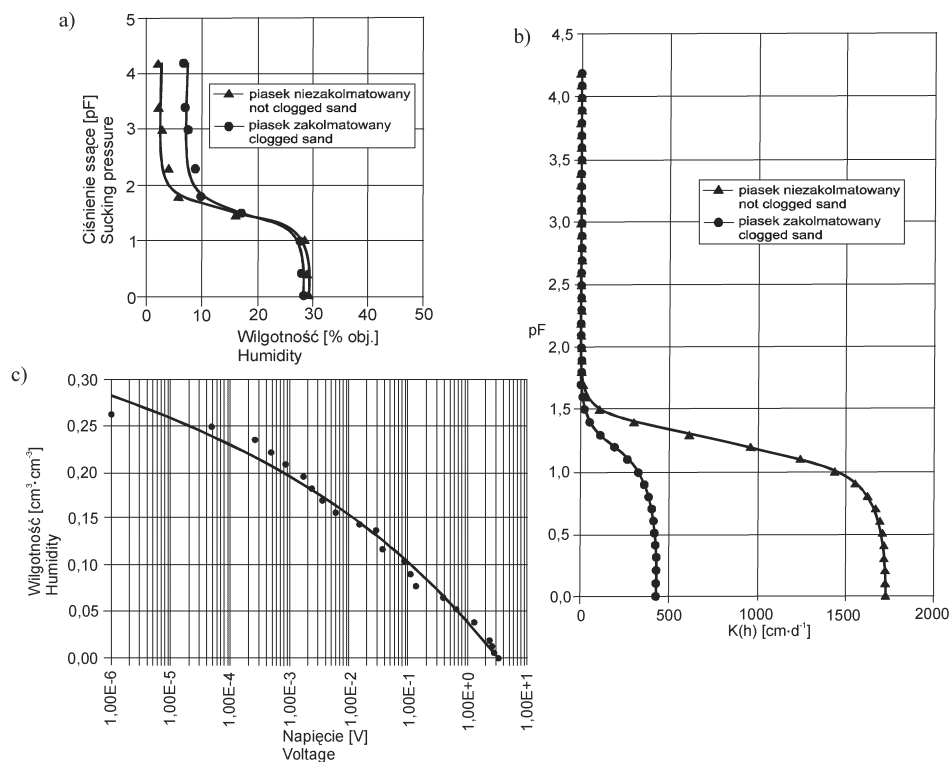 a)
Ciśnienie ssące [pF]
Sucking pressure
5
4
3
2
1
0
piasek niezakolmatowany
not clogged sand
piasek zakolmatowany
clogged sand
0 10 20 30 40 50
Wilgotność [% obj.]
Humidity
b)
4,5
4,0
3,5
3,0
2,5
pF
2,0
1,5
1,0
0,5
0,0
piasek niezakolmatowany
not clogged sand
piasek zakolmatowany
clogged sand
0 500 1000 1500 2000
K(h) [cm·d⁻¹]
c)
Wilgotność [cm³·cm⁻³]
Humidity
0,30
0,25
0,20
0,15
0,10
0,05
0,00
1,00E-6
1,00E-5
1,00E-4
1,00E-3
1,00E-2
1,00E-1
1,00E+0
1,00E+1
Napięcie [V]
Voltage